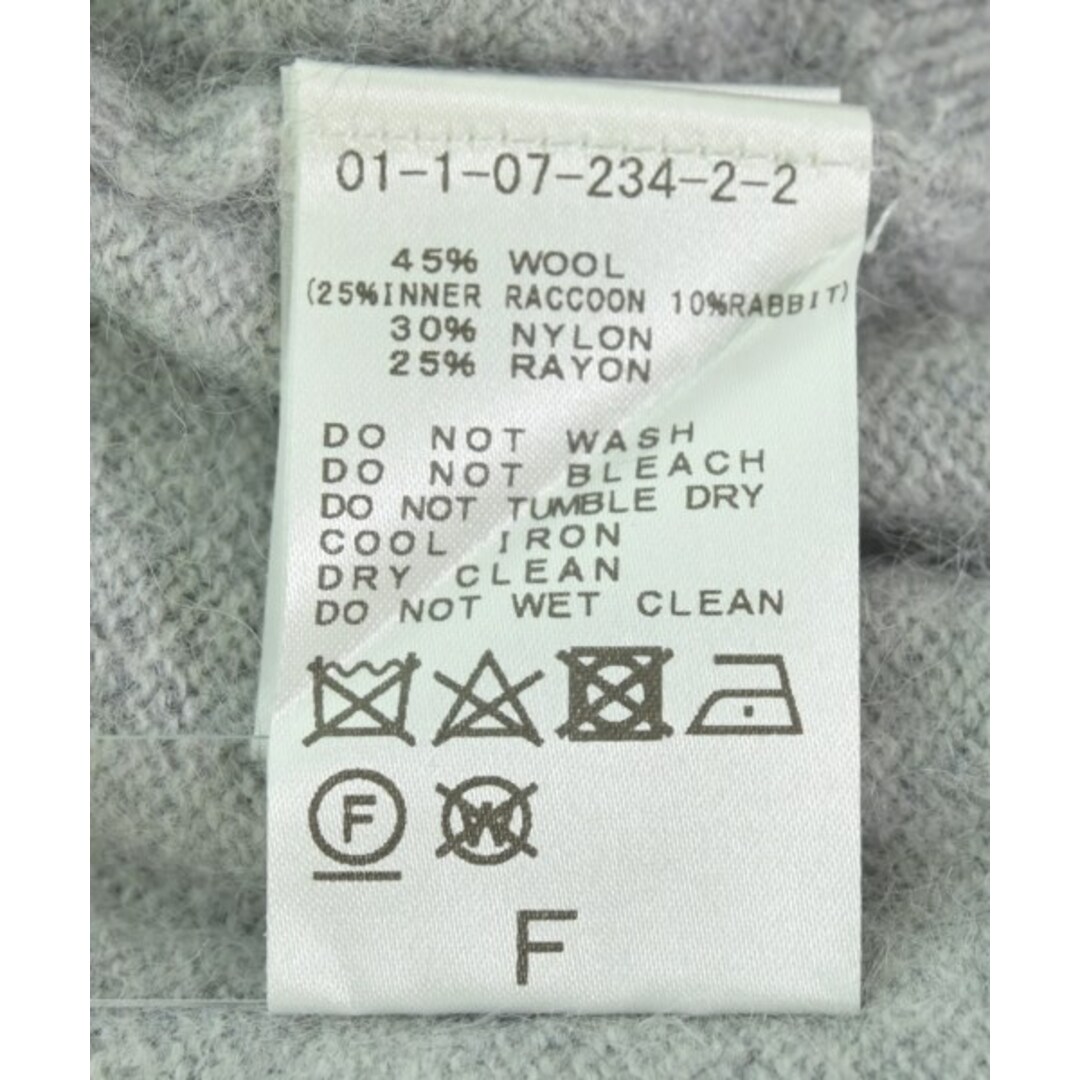 01-1-07-234-2-2
45% WOOL
(25%INNER RACCOON 10%RABBIT)
30% NYLON
25% RAYON
DO NOT WASH
DO NOT BLEACH
DO NOT TUMBLE DRY
COOL IRON
DRY CLEAN
DO NOT WET CLEAN
F W
F